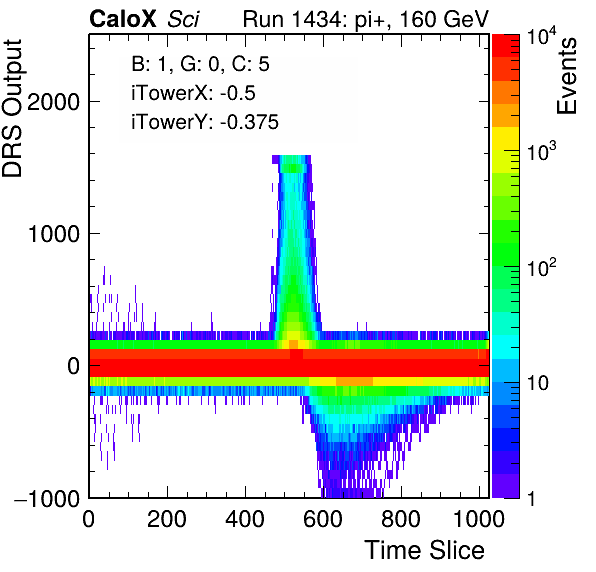 CaloX Sci Run 1434: pi+, 160 GeV
B: 1, G: 0, C: 5
iTowerX: -0.5
iTowerY: -0.375
DRS Output
2000
1000
0
−1000
0 200 400 600 800 1000
Time Slice
Events
10^4
10^3
10^2
10
1